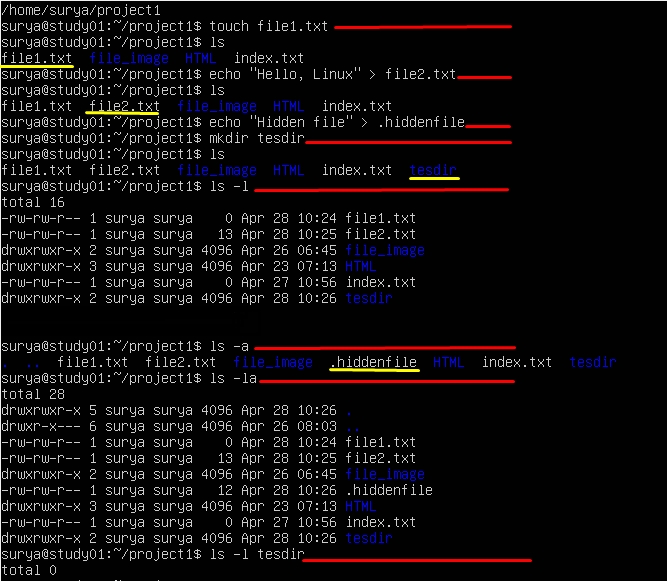 /home/surya/project1
surya@study01:~/project1$ touch file1.txt
surya@study01:~/project1$ ls
file1.txt  file_image  HTML  index.txt
surya@study01:~/project1$ echo "Hello, Linux" > file2.txt
surya@study01:~/project1$ ls
file1.txt  file2.txt  file_image  HTML  index.txt
surya@study01:~/project1$ echo "Hidden file" > .hiddenfile
surya@study01:~/project1$ mkdir tesdir
surya@study01:~/project1$ ls
file1.txt  file2.txt  file_image  HTML  index.txt  tesdir
surya@study01:~/project1$ ls -l
total 16
-rw-rw-r-- 1 surya surya    0 Apr 28 10:24 file1.txt
-rw-rw-r-- 1 surya surya   13 Apr 28 10:25 file2.txt
drwxrwxr-x 2 surya surya 4096 Apr 26 06:45 file_image
drwxrwxr-x 3 surya surya 4096 Apr 23 07:13 HTML
-rw-rw-r-- 1 surya surya    0 Apr 27 10:56 index.txt
drwxrwxr-x 2 surya surya 4096 Apr 28 10:26 tesdir
surya@study01:~/project1$ ls -a
.  ..  file1.txt  file2.txt  file_image  .hiddenfile  HTML  index.txt  tesdir
surya@study01:~/project1$ ls -la
total 28
drwxrwxr-x 5 surya surya 4096 Apr 28 10:26 .
drwxr-x--- 6 surya surya 4096 Apr 26 08:03 ..
-rw-rw-r-- 1 surya surya    0 Apr 28 10:24 file1.txt
-rw-rw-r-- 1 surya surya   13 Apr 28 10:25 file2.txt
drwxrwxr-x 2 surya surya 4096 Apr 26 06:45 file_image
-rw-rw-r-- 1 surya surya   12 Apr 28 10:26 .hiddenfile
drwxrwxr-x 3 surya surya 4096 Apr 23 07:13 HTML
-rw-rw-r-- 1 surya surya    0 Apr 27 10:56 index.txt
drwxrwxr-x 2 surya surya 4096 Apr 28 10:26 tesdir
surya@study01:~/project1$ ls -l tesdir
total 0